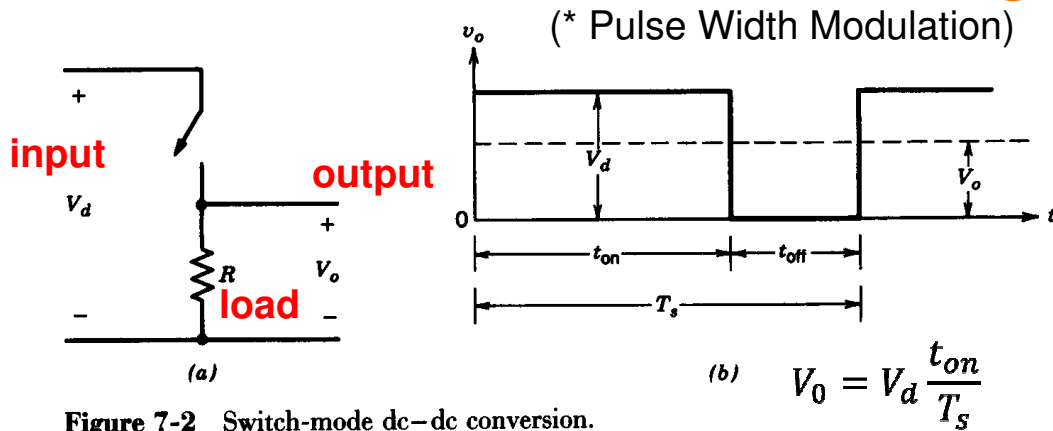 (* Pulse Width Modulation)
+
input
V_d
output
+
R
V_o
load
−
−
(a)
v_o
V_d
V_o
0
t
t_on
t_off
T_s
(b)
V_0 = V_d t_on/T_s
Figure 7-2 Switch-mode dc–dc conversion.